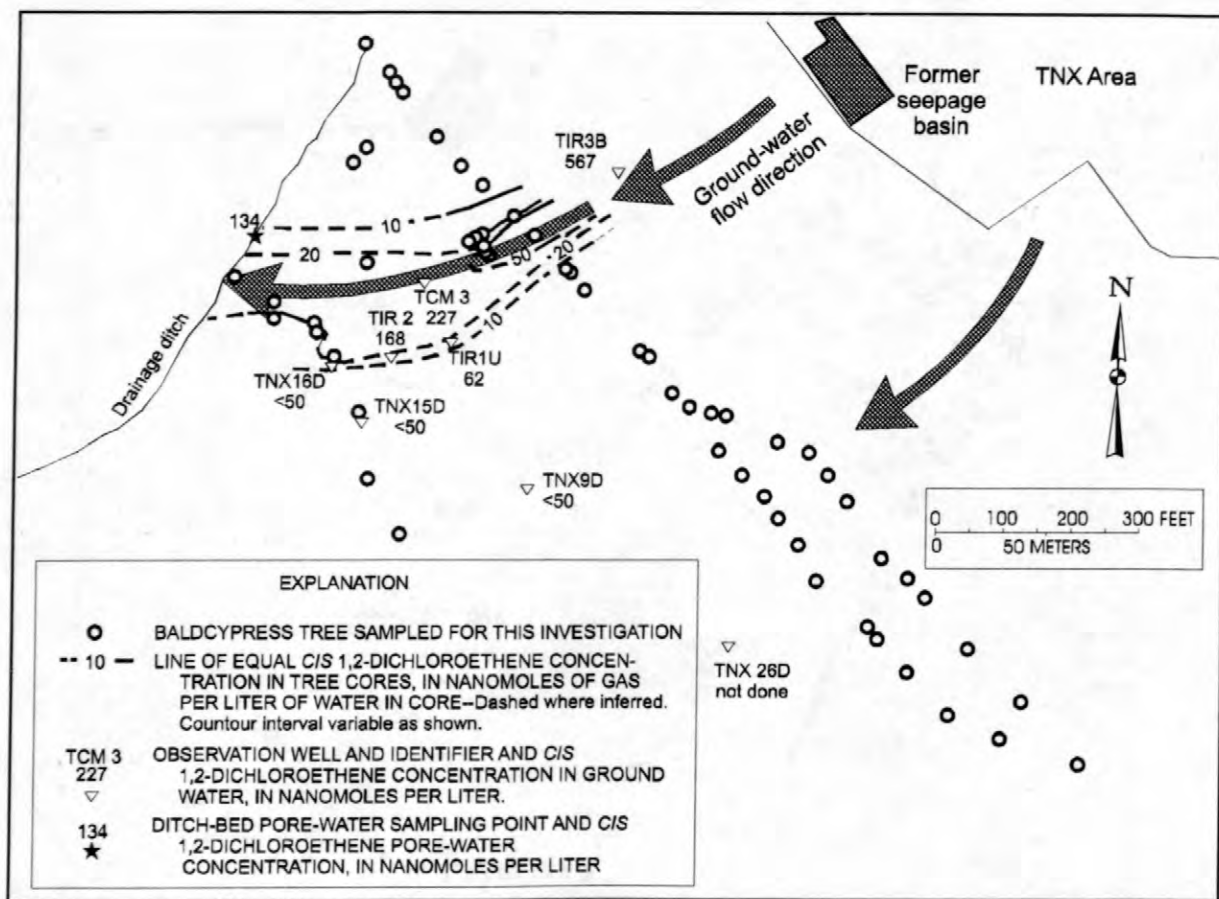 Former
seepage
basin
TNX Area
TIR3B
567
Ground-water
flow direction
134
10
20
50
20
10
TCM 3
227
TIR 2
168
TIR1U
62
TNX16D
<50
TNX15D
<50
TNX9D
<50
Drainage ditch
N
0 100 200 300 FEET
0 50 METERS
TNX 26D
not done
EXPLANATION
BALDCYPRESS TREE SAMPLED FOR THIS INVESTIGATION
10 LINE OF EQUAL CIS 1,2-DICHLOROETHENE CONCEN-
TRATION IN TREE CORES, IN NANOMOLES OF GAS
PER LITER OF WATER IN CORE--Dashed where inferred.
Countour interval variable as shown.
TCM 3 OBSERVATION WELL AND IDENTIFIER AND CIS
227 1,2-DICHLOROETHENE CONCENTRATION IN GROUND
WATER, IN NANOMOLES PER LITER.
134 DITCH-BED PORE-WATER SAMPLING POINT AND CIS
1,2-DICHLOROETHENE PORE-WATER
CONCENTRATION, IN NANOMOLES PER LITER